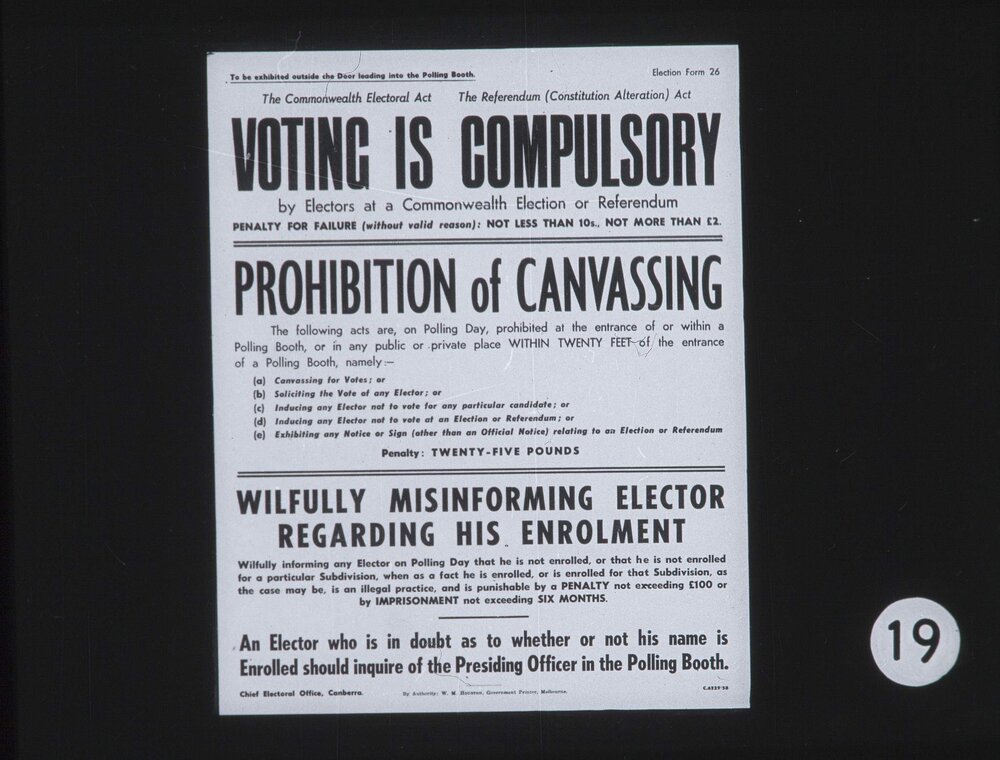 To be exhibited outside the Door leading into the Polling Booth.
Election Form 26
The Commonwealth Electoral Act The Referendum (Constitution Alteration) Act
VOTING IS COMPULSORY
by Electors at a Commonwealth Election or Referendum
PENALTY FOR FAILURE (without valid reason): NOT LESS THAN 10s., NOT MORE THAN £2.
PROHIBITION of CANVASSING
The following acts are, on Polling Day, prohibited at the entrance of or within a
Polling Booth, or in any public or private place WITHIN TWENTY FEET of the entrance
of a Polling Booth, namely:—
(a) Canvassing for Votes; or
(b) Soliciting the Vote of any Elector; or
(c) Inducing any Elector not to vote for any particular candidate; or
(d) Inducing any Elector not to vote at an Election or Referendum; or
(e) Exhibiting any Notice or Sign (other than an Official Notice) relating to an Election or Referendum
Penalty: TWENTY-FIVE POUNDS
WILFULLY MISINFORMING ELECTOR
REGARDING HIS ENROLMENT
Wilfully informing any Elector on Polling Day that he is not enrolled, or that he is not enrolled
for a particular Subdivision, when as a fact he is enrolled, or is enrolled for that Subdivision, as
the case may be, is an illegal practice, and is punishable by a PENALTY not exceeding £100 or
by IMPRISONMENT not exceeding SIX MONTHS.
An Elector who is in doubt as to whether or not his name is
Enrolled should inquire of the Presiding Officer in the Polling Booth.
Chief Electoral Office, Canberra.
By Authority: W. M. Houston, Government Printer, Melbourne.
19